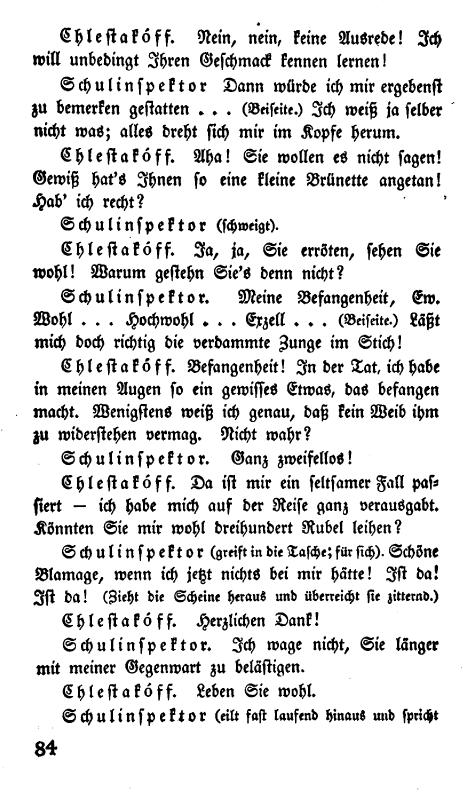 Chlestakóff. Nein, nein, keine Ausrede! Ich
will unbedingt Ihren Geschmack kennen lernen!
Schulinspektor Dann würde ich mir ergebenst
zu bemerken gestatten . . . (Beiseite.) Ich weiß ja selber
nicht was; alles dreht sich mir im Kopfe herum.
Chlestakóff. Aha! Sie wollen es nicht sagen!
Gewiß hat's Ihnen so eine kleine Brünette angetan!
Hab' ich recht?
Schulinspektor (schweigt).
Chlestakóff. Ja, ja, Sie erröten, sehen Sie
wohl! Warum gestehn Sie's denn nicht?
Schulinspektor. Meine Befangenheit, Ew.
Wohl . . . Hochwohl . . . Exzell . . . (Beiseite.) Läßt
mich doch richtig die verdammte Zunge im Stich!
Chlestakóff. Befangenheit! In der Tat, ich habe
in meinen Augen so ein gewisses Etwas, das befangen
macht. Wenigstens weiß ich genau, daß kein Weib ihm
zu widerstehen vermag. Nicht wahr?
Schulinspektor. Ganz zweifellos!
Chlestakóff. Da ist mir ein seltsamer Fall pas-
siert — ich habe mich auf der Reise ganz verausgabt.
Könnten Sie mir wohl dreihundert Rubel leihen?
Schulinspektor (greift in die Tasche; für sich). Schöne
Blamage, wenn ich jetzt nichts bei mir hätte! Ist da!
Ist da! (Zieht die Scheine heraus und überreicht sie zitternd.)
Chlestakóff. Herzlichen Dank!
Schulinspektor. Ich wage nicht, Sie länger
mit meiner Gegenwart zu belästigen.
Chlestakóff. Leben Sie wohl.
Schulinspektor (eilt fast laufend hinaus und spricht
84